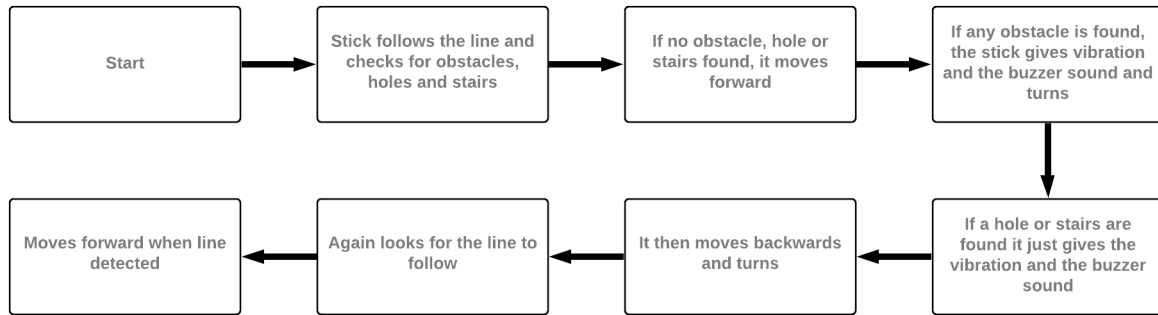 Start
Stick follows the line and
checks for obstacles,
holes and stairs
If no obstacle, hole or
stairs found, it moves
forward
If any obstacle is found,
the stick gives vibration
and the buzzer sound and
turns
If a hole or stairs are
found it just gives the
vibration and the buzzer
sound
It then moves backwards
and turns
Again looks for the line to
follow
Moves forward when line
detected